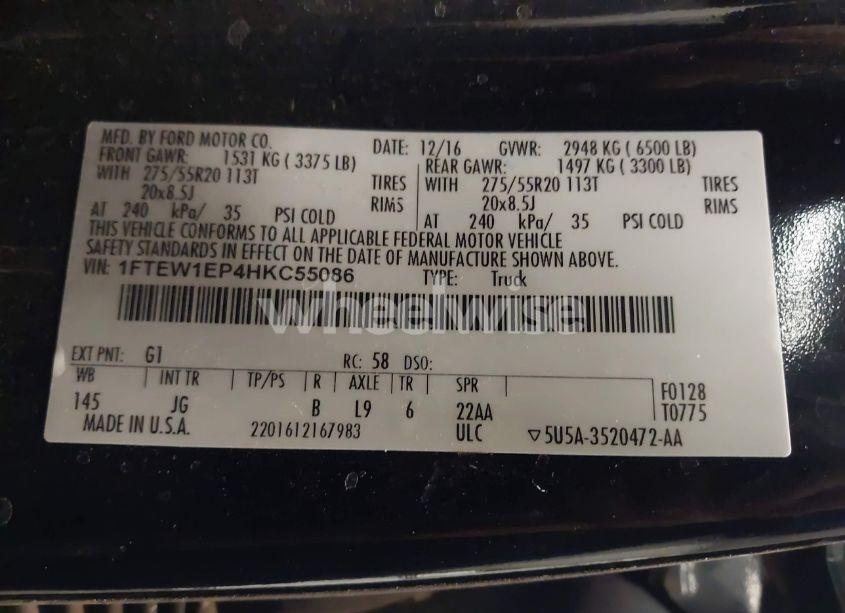 MFD. BY FORD MOTOR CO.
DATE: 12/16 GVWR: 2948 KG ( 6500 LB)
FRONT GAWR: 1531 KG ( 3375 LB)
REAR GAWR: 1497 KG ( 3300 LB)
WITH 275/55R20 113T TIRES
WITH 275/55R20 113T TIRES
20x8.5J RIMS
20x8.5J RIMS
AT 240 kPa/ 35 PSI COLD
AT 240 kPa/ 35 PSI COLD
THIS VEHICLE CONFORMS TO ALL APPLICABLE FEDERAL MOTOR VEHICLE
SAFETY STANDARDS IN EFFECT ON THE DATE OF MANUFACTURE SHOWN ABOVE.
VIN: 1FTEW1EP4HKC55086 TYPE: Truck
wheelwise
EXT PNT: G1 RC: 58 DSO:
WB INT TR TP/PS R AXLE TR SPR F0128
145 JG B L9 6 22AA T0775
MADE IN U.S.A. 2201612167983 ULC ▽5U5A-3520472-AA